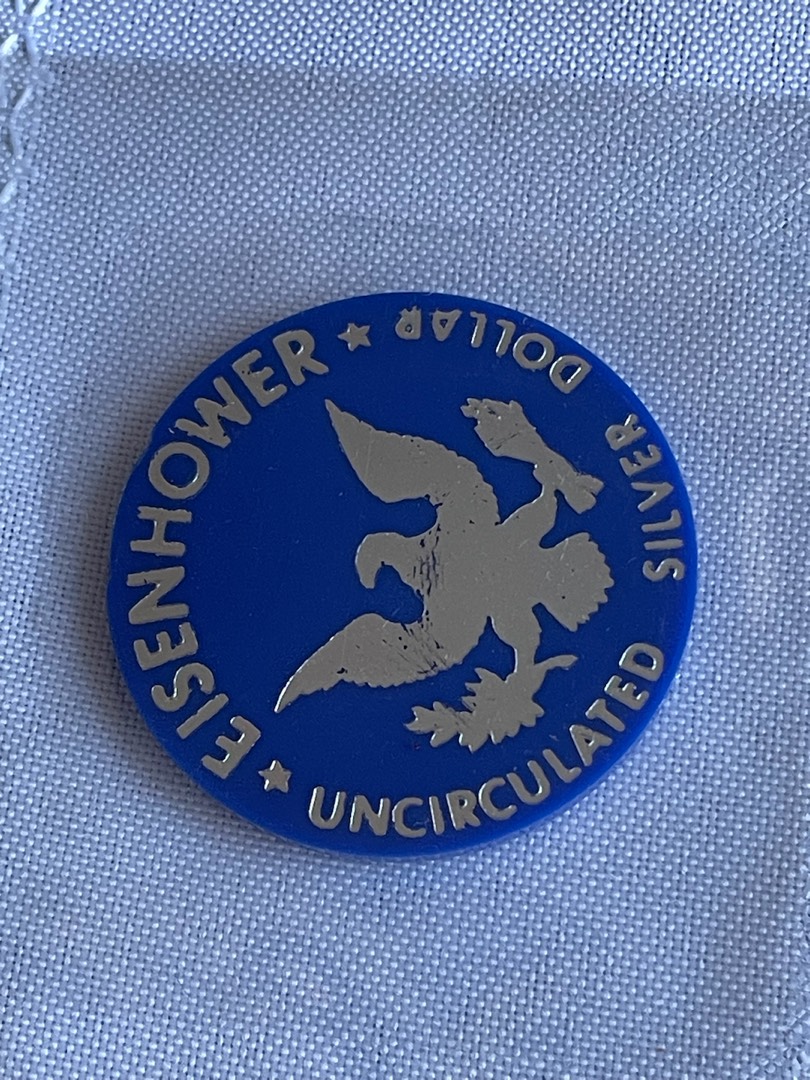 EISENHOWER
★ UNCIRCULATED SILVER DOLLAR ★